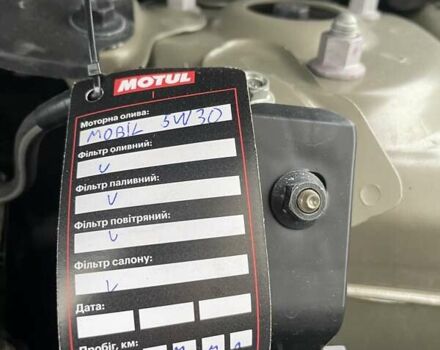 MOTUL
Моторна олива:
MOBIL 5W30
Фільтр оливний:
V
Фільтр паливний:
V
Фільтр повітряний:
V
Фільтр салону:
V
Дата:
Пробіг, км: